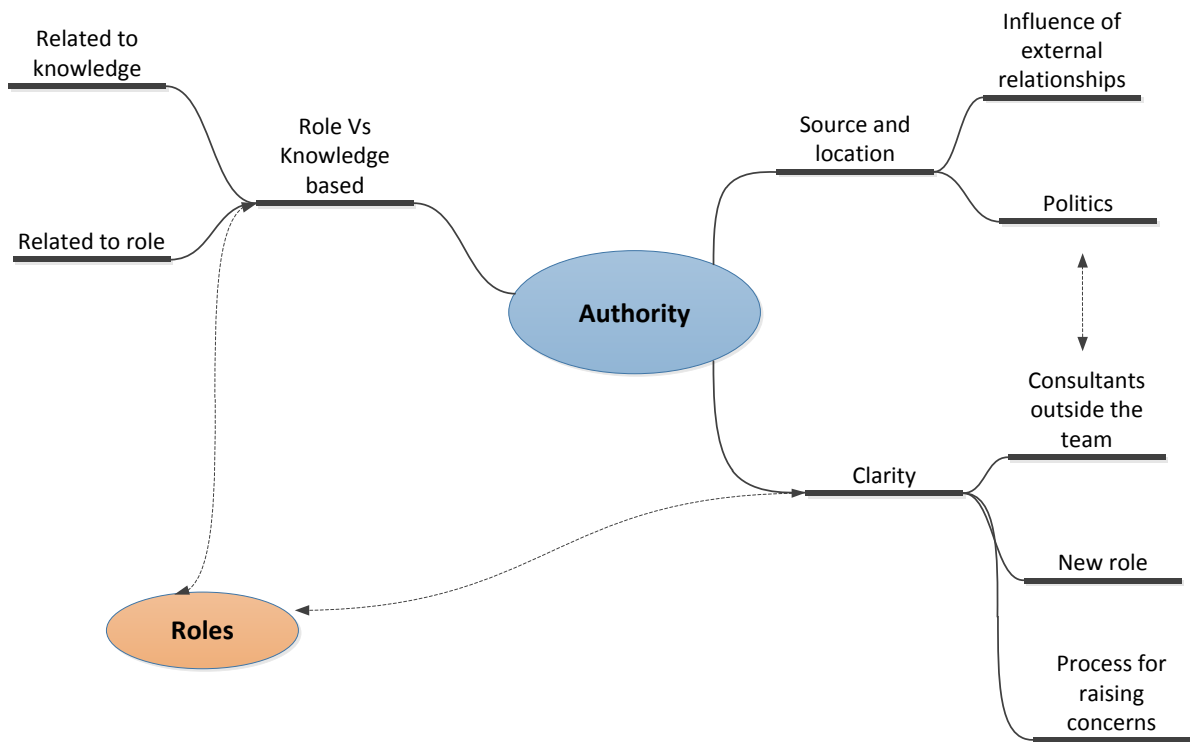 Related to
knowledge
Related to role
Role Vs
Knowledge
based
Authority
Roles
Source and
location
Influence of
external
relationships
Politics
Clarity
Consultants
outside the
team
New role
Process for
raising
concerns